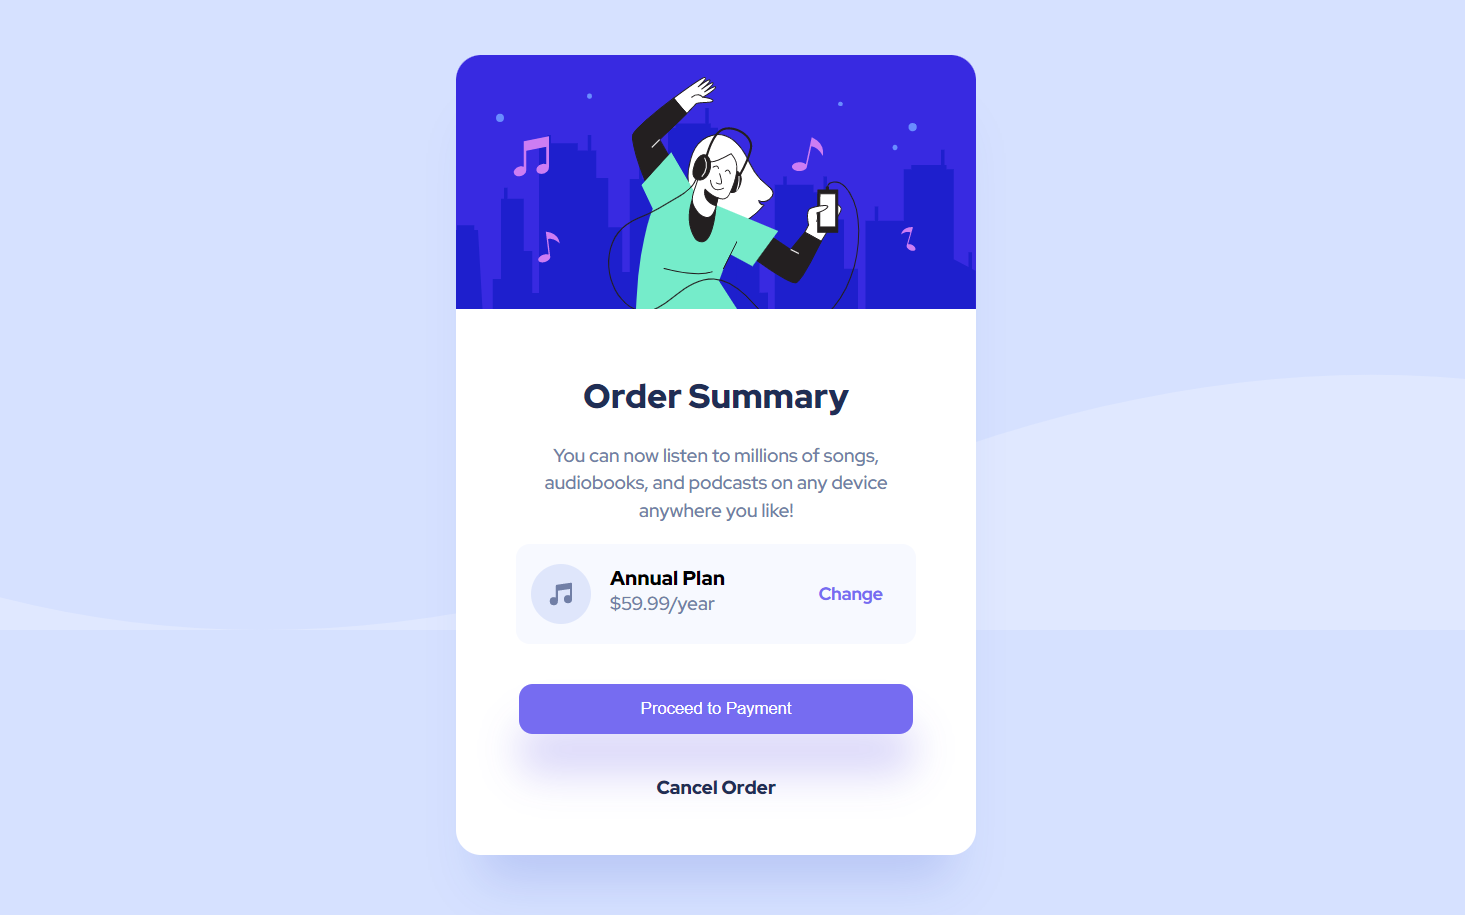 Order Summary
You can now listen to millions of songs,
audiobooks, and podcasts on any device
anywhere you like!
Annual Plan
$59.99/year
Change
Proceed to Payment
Cancel Order